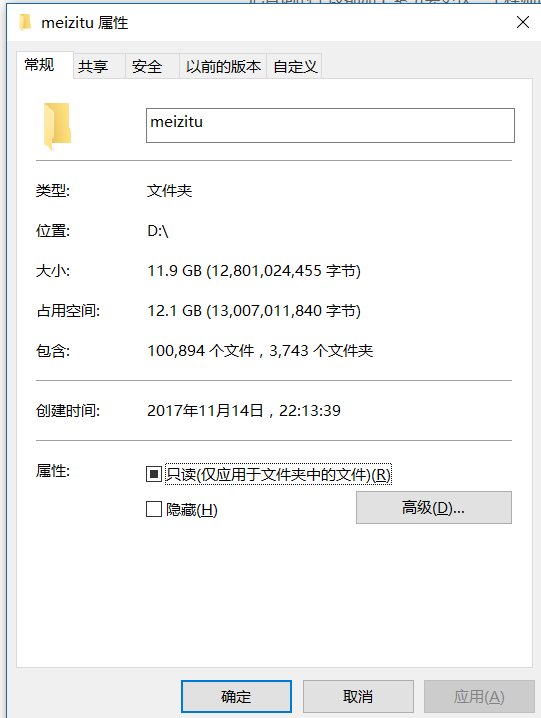 meizitu 属性
常规 共享 安全 以前的版本 自定义
meizitu
类型: 文件夹
位置: D:\
大小: 11.9 GB (12,801,024,455 字节)
占用空间: 12.1 GB (13,007,011,840 字节)
包含: 100,894 个文件，3,743 个文件夹
创建时间: 2017年11月14日，22:13:39
属性: 只读(仅应用于文件夹中的文件)(R)
隐藏(H) 高级(D)...
确定 取消 应用(A)